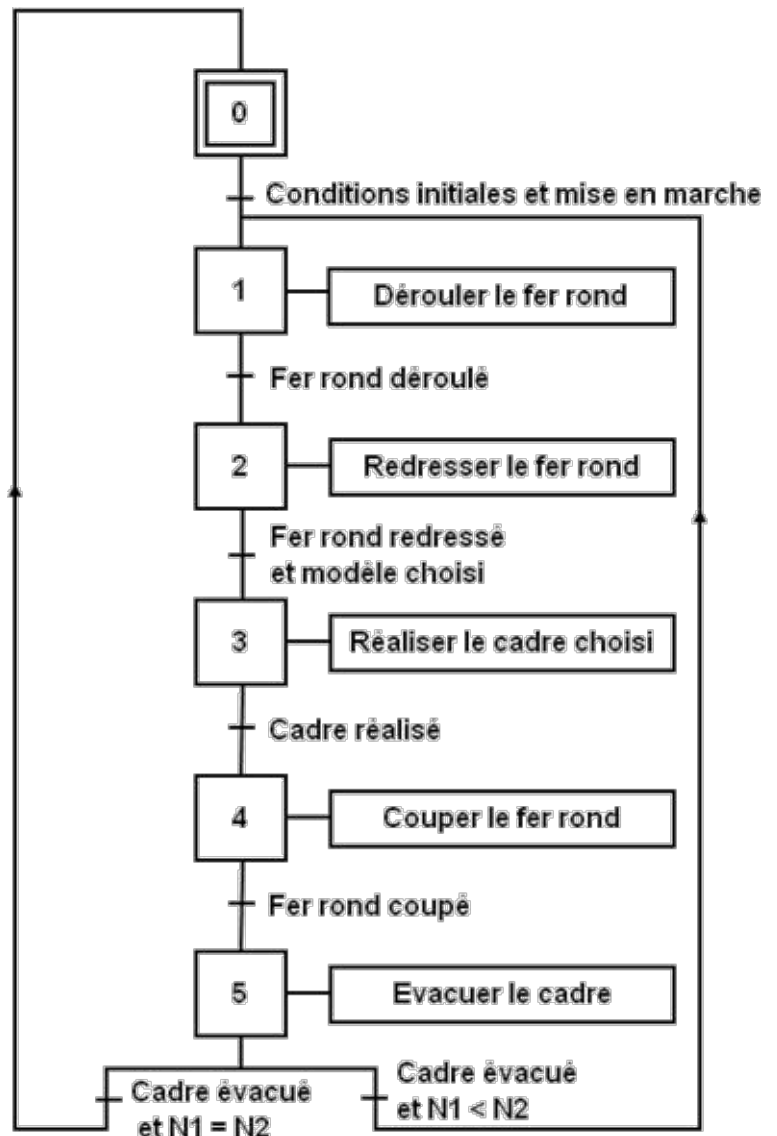 0
Conditions initiales et mise en marche
1
Dérouler le fer rond
Fer rond déroulé
2
Redresser le fer rond
Fer rond redressé
et modèle choisi
3
Réaliser le cadre choisi
Cadre réalisé
4
Couper le fer rond
Fer rond coupé
5
Evacuer le cadre
Cadre évacué
et N1 = N2
Cadre évacué
et N1 < N2